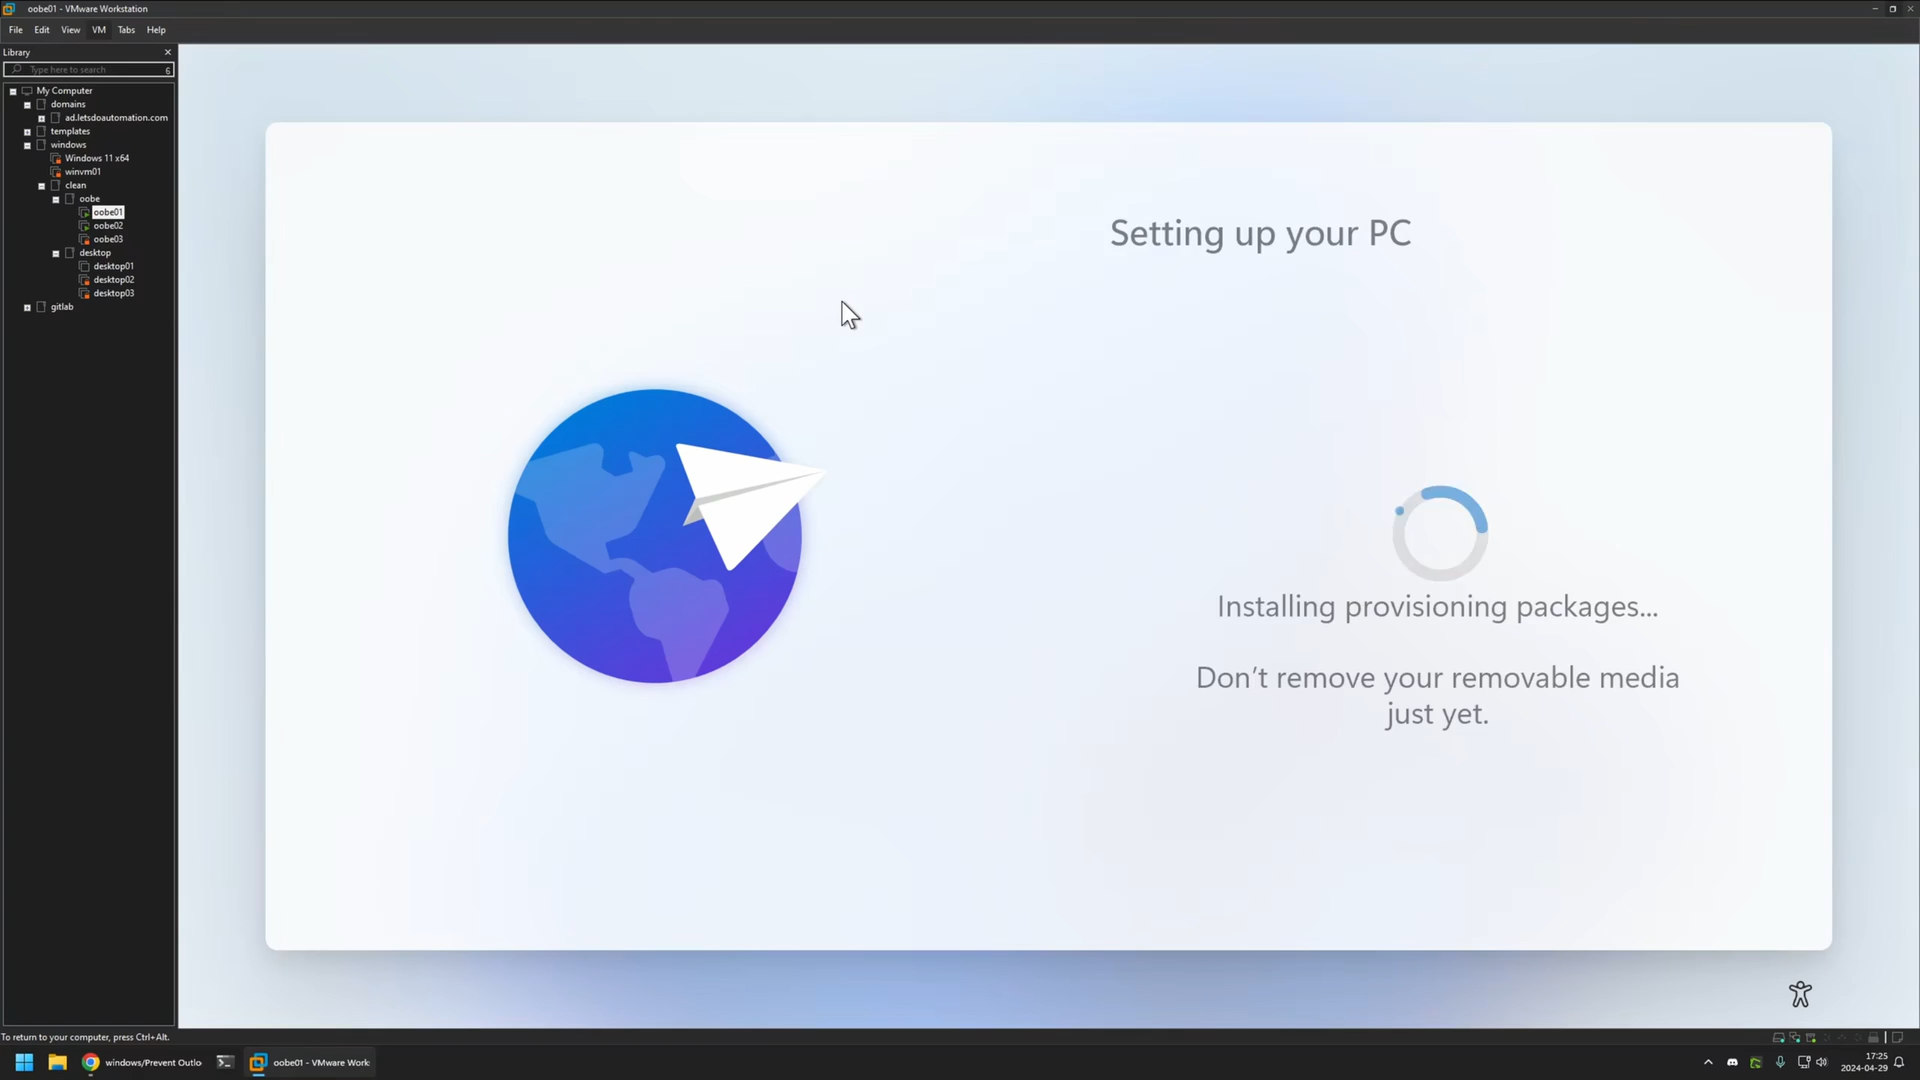 oobe01 - VMware Workstation
File Edit View VM Tabs Help
Library
Type here to search
My Computer
domains
ad.letsdoautomation.com
templates
windows
Windows 11 x64
winvm01
clean
oobe
oobe01
oobe02
oobe03
desktop
desktop01
desktop02
desktop03
gitlab
Setting up your PC
Installing provisioning packages...
Don't remove your removable media
just yet.
To return to your computer, press Ctrl+Alt.
windows/Prevent Outlo
oobe01 - VMware Work
17:25
2024-04-29